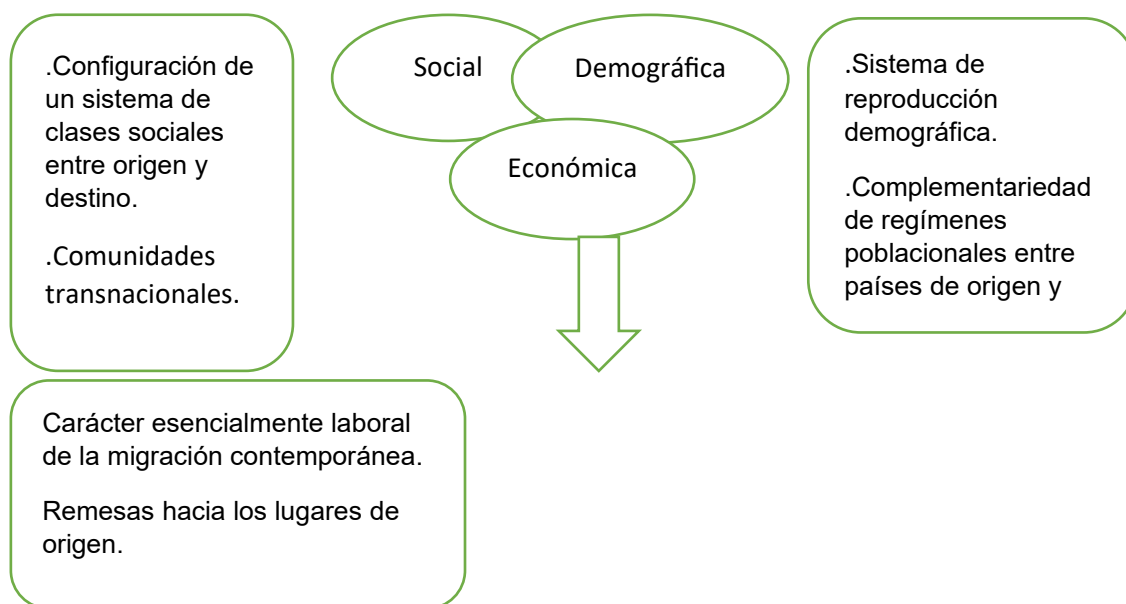 .Configuración de
un sistema de
clases sociales
entre origen y
destino.
.Comunidades
transnacionales.
Social
Demográfica
Económica
.Sistema de
reproducción
demográfica.
.Complementariedad
de regímenes
poblacionales entre
países de origen y
Carácter esencialmente laboral
de la migración contemporánea.
Remesas hacia los lugares de
origen.